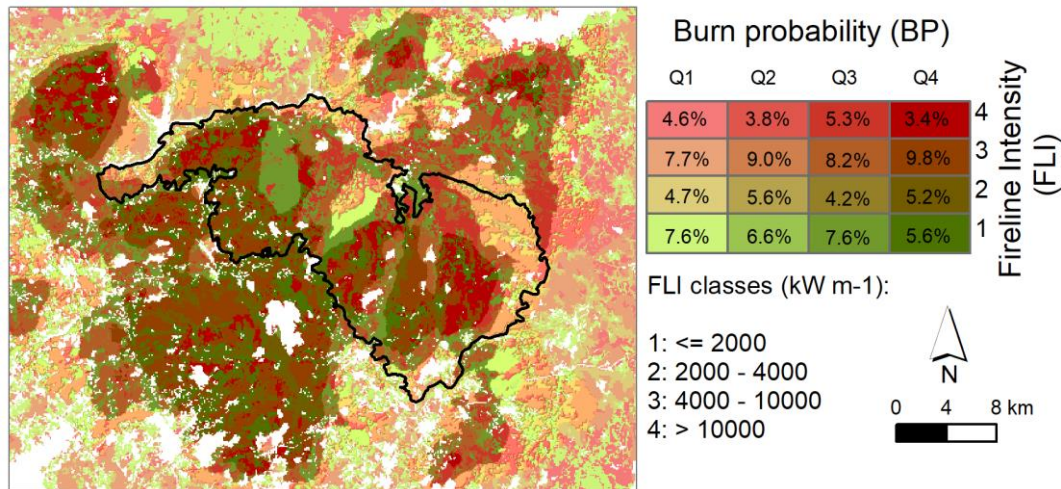 Burn probability (BP)
Q1 Q2 Q3 Q4
4.6% 3.8% 5.3% 3.4% 4
7.7% 9.0% 8.2% 9.8% 3
4.7% 5.6% 4.2% 5.2% 2
7.6% 6.6% 7.6% 5.6% 1
Fireline Intensity
(FLI)
FLI classes (kW m-1):
1: <= 2000
2: 2000 - 4000
3: 4000 - 10000
4: > 10000
N
0 4 8 km